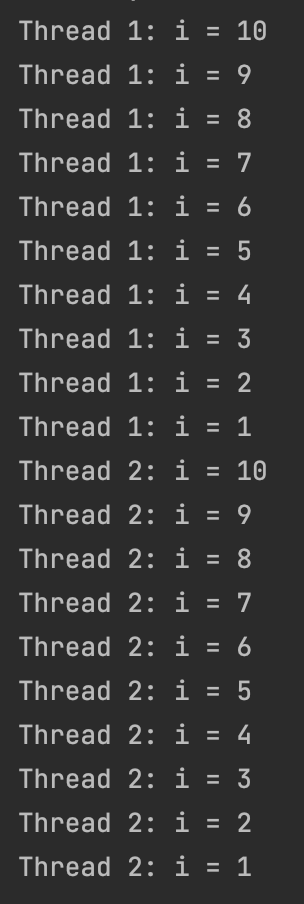 Thread 1: i = 10
Thread 1: i = 9
Thread 1: i = 8
Thread 1: i = 7
Thread 1: i = 6
Thread 1: i = 5
Thread 1: i = 4
Thread 1: i = 3
Thread 1: i = 2
Thread 1: i = 1
Thread 2: i = 10
Thread 2: i = 9
Thread 2: i = 8
Thread 2: i = 7
Thread 2: i = 6
Thread 2: i = 5
Thread 2: i = 4
Thread 2: i = 3
Thread 2: i = 2
Thread 2: i = 1